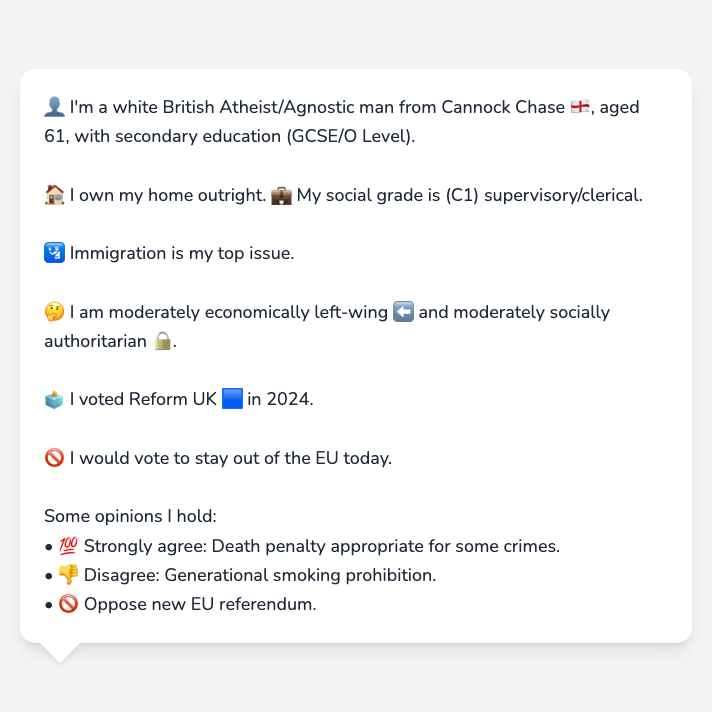 👤 I'm a white British Atheist/Agnostic man from Cannock Chase 🏴󠁧󠁢󠁥󠁮󠁧󠁿, aged
61, with secondary education (GCSE/O Level).
🏠 I own my home outright. 💼 My social grade is (C1) supervisory/clerical.
🛂 Immigration is my top issue.
🤔 I am moderately economically left-wing ⬅️ and moderately socially
authoritarian 🔒.
🗳️ I voted Reform UK 🟦 in 2024.
🚫 I would vote to stay out of the EU today.
Some opinions I hold:
• 💯 Strongly agree: Death penalty appropriate for some crimes.
• 👎 Disagree: Generational smoking prohibition.
• 🚫 Oppose new EU referendum.